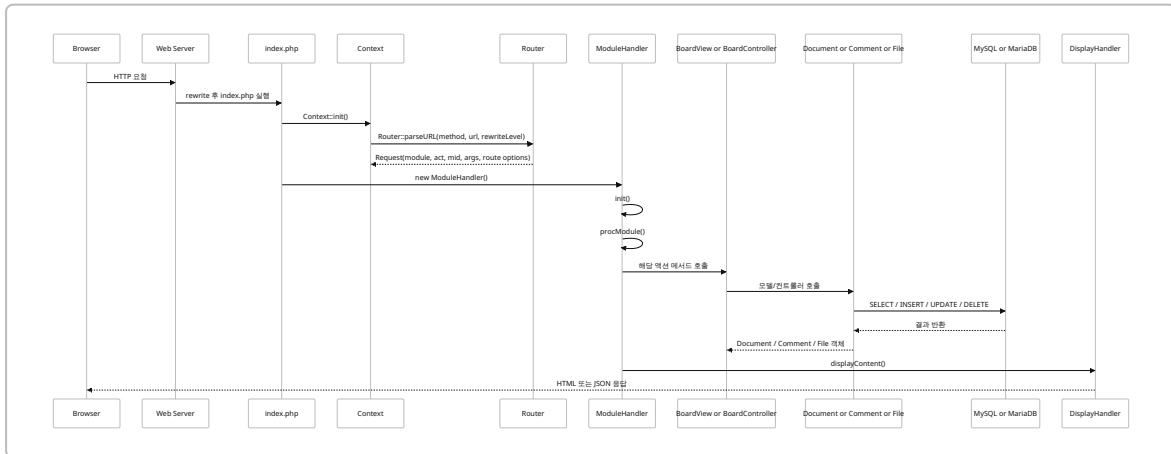 Browser
Web Server
index.php
Context
Router
ModuleHandler
BoardView or BoardController
Document or Comment or File
MySQL or MariaDB
DisplayHandler
HTTP 요청
rewrite 후 index.php 실행
Context::init()
Router::parseURL(method, url, rewriteLevel)
Request(module, act, mid, args, route options)
new ModuleHandler()
init()
procModule()
해당 액션 메서드 호출
모델/컨트롤러 호출
SELECT / INSERT / UPDATE / DELETE
결과 반환
Document / Comment / File 객체
displayContent()
HTML 또는 JSON 응답
Browser
Web Server
index.php
Context
Router
ModuleHandler
BoardView or BoardController
Document or Comment or File
MySQL or MariaDB
DisplayHandler